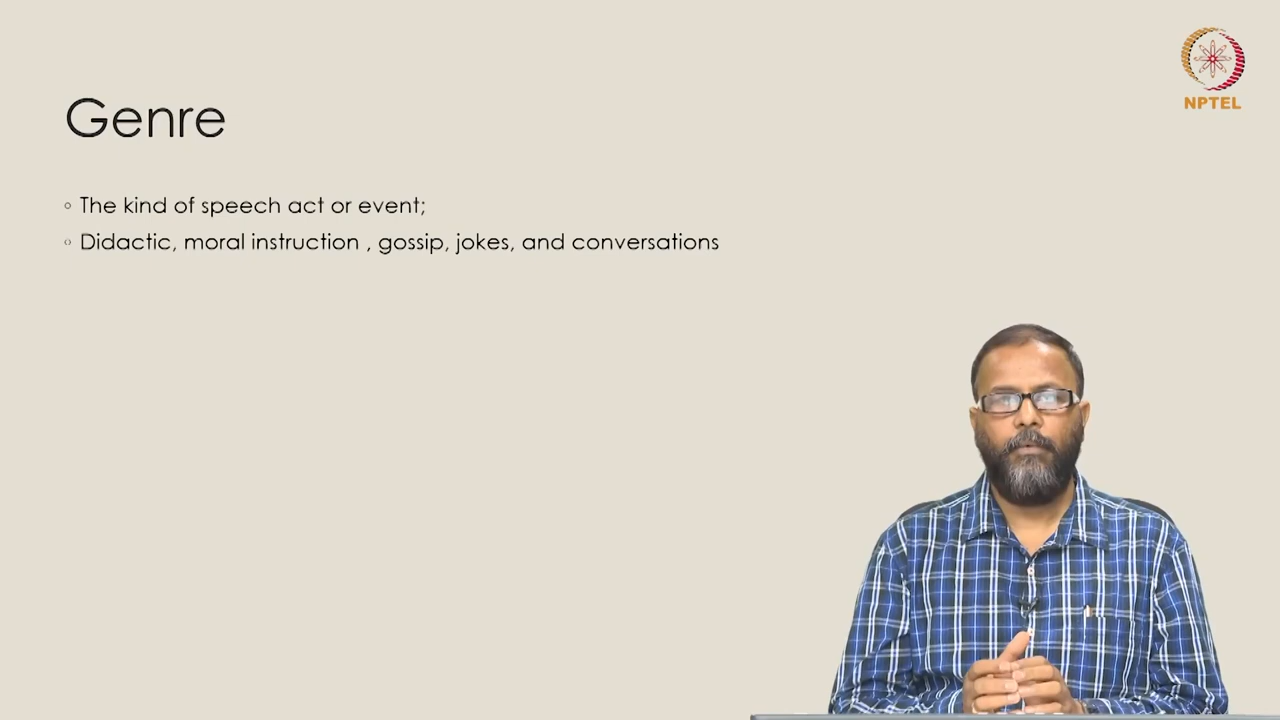 NPTEL
Genre
The kind of speech act or event;
Didactic, moral instruction , gossip, jokes, and conversations